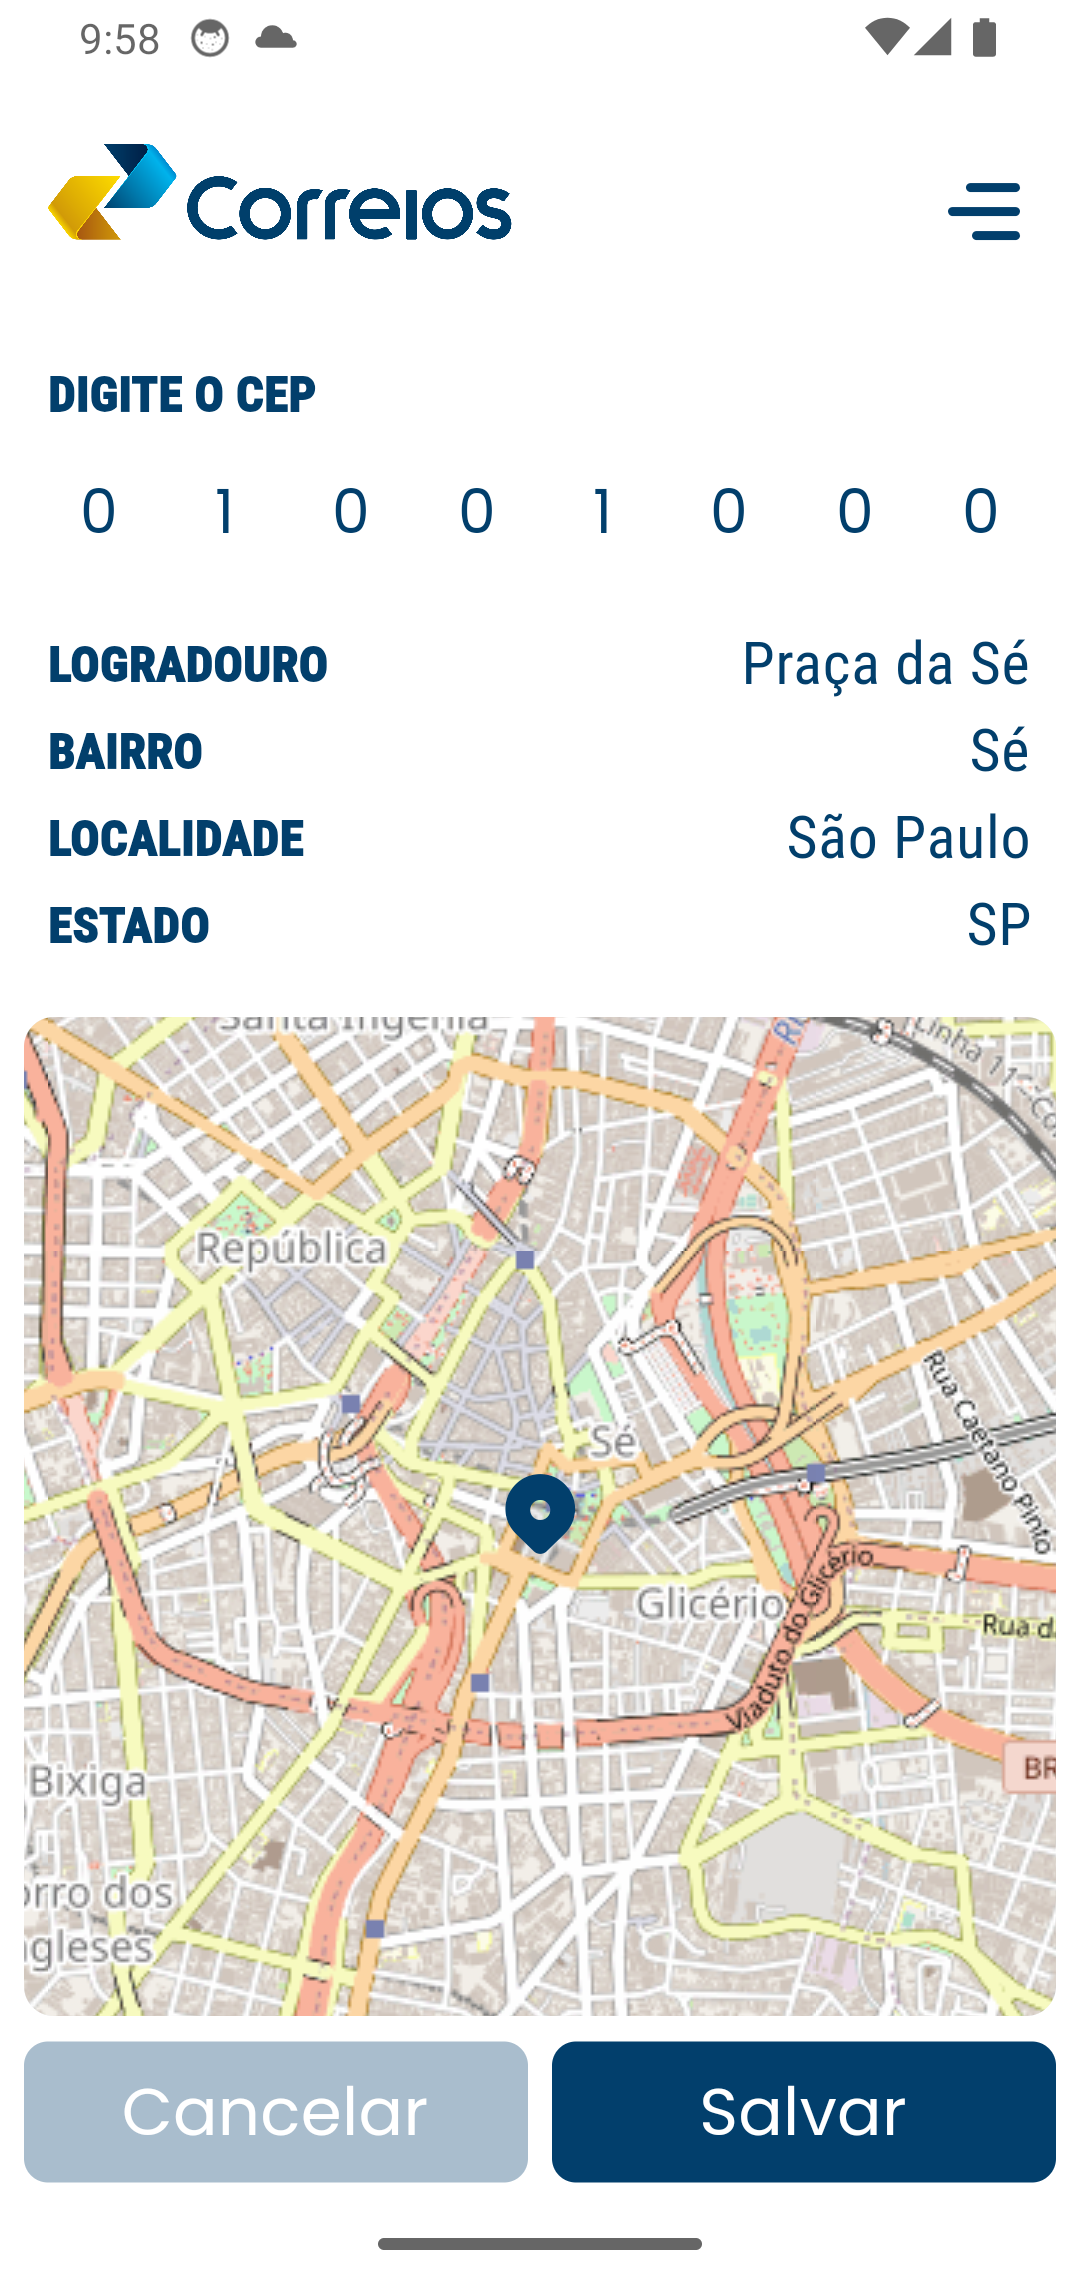 9:58
Correios
DIGITE O CEP
0 1 0 0 1 0 0 0
LOGRADOURO Praça da Sé
BAIRRO Sé
LOCALIDADE São Paulo
ESTADO SP
Santa Ingênia
Linha 11-Co
República
Rua Caetano Pinto
Sé
Glicério
Viaduto do Glicério
Rua d
BR
Bixiga
orro dos
ngleses
Cancelar Salvar